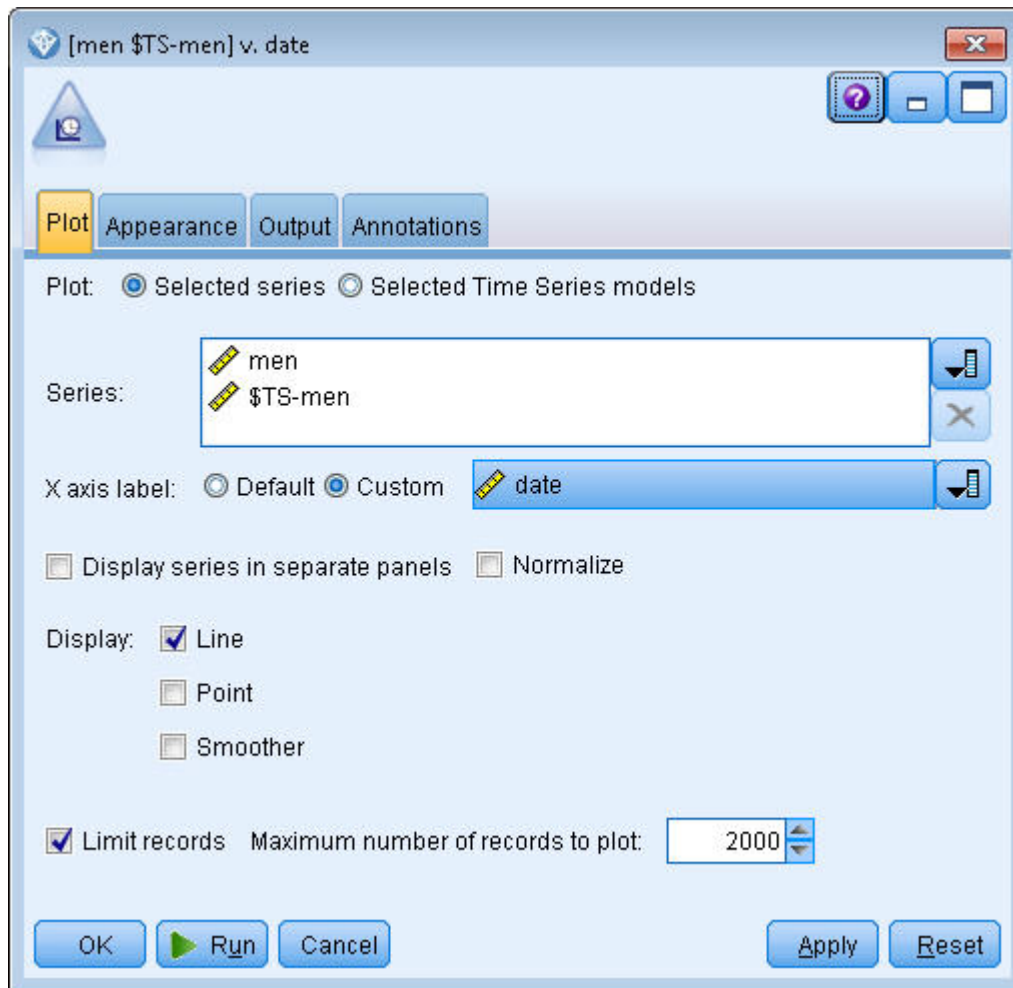 [men $TS-men] v. date
Plot Appearance Output Annotations
Plot: Selected series Selected Time Series models
Series:
men
$TS-men
X axis label: Default Custom date
Display series in separate panels Normalize
Display: Line
Point
Smoother
Limit records Maximum number of records to plot: 2000
OK Run Cancel Apply Reset